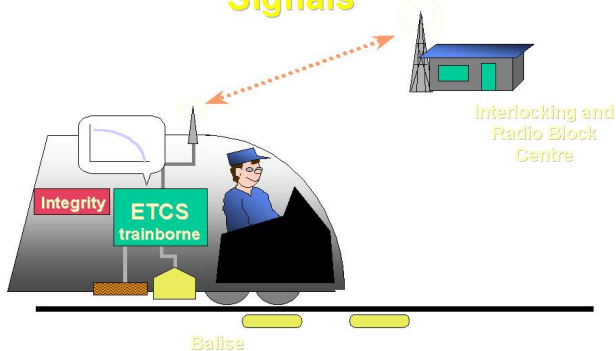 Signals
Interlocking and
Radio Block
Centre
Integrity
ETCS
trainborne
Balise